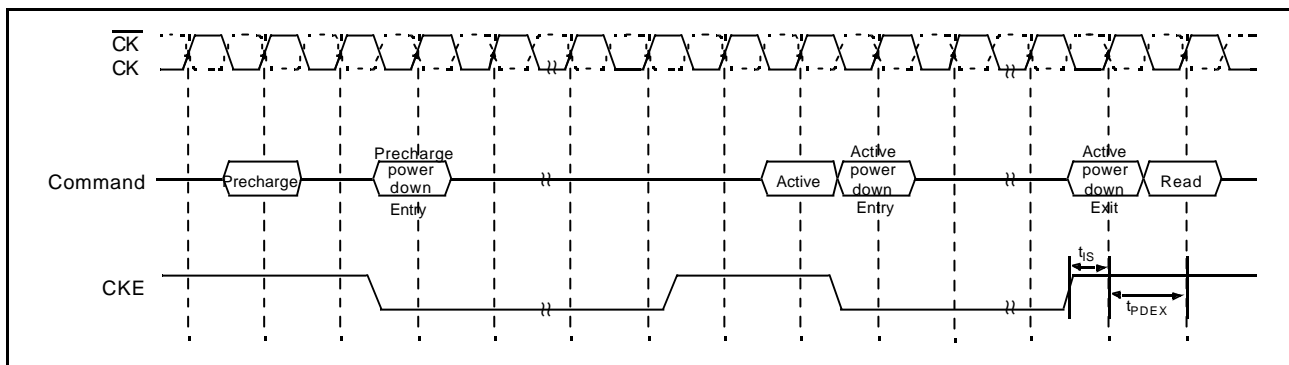 CK
CK
Command
Precharge
Precharge
power
down
Entry
Active
Active
power
down
Entry
Active
power
down
Exit
Read
CKE
tIS
tPDEX